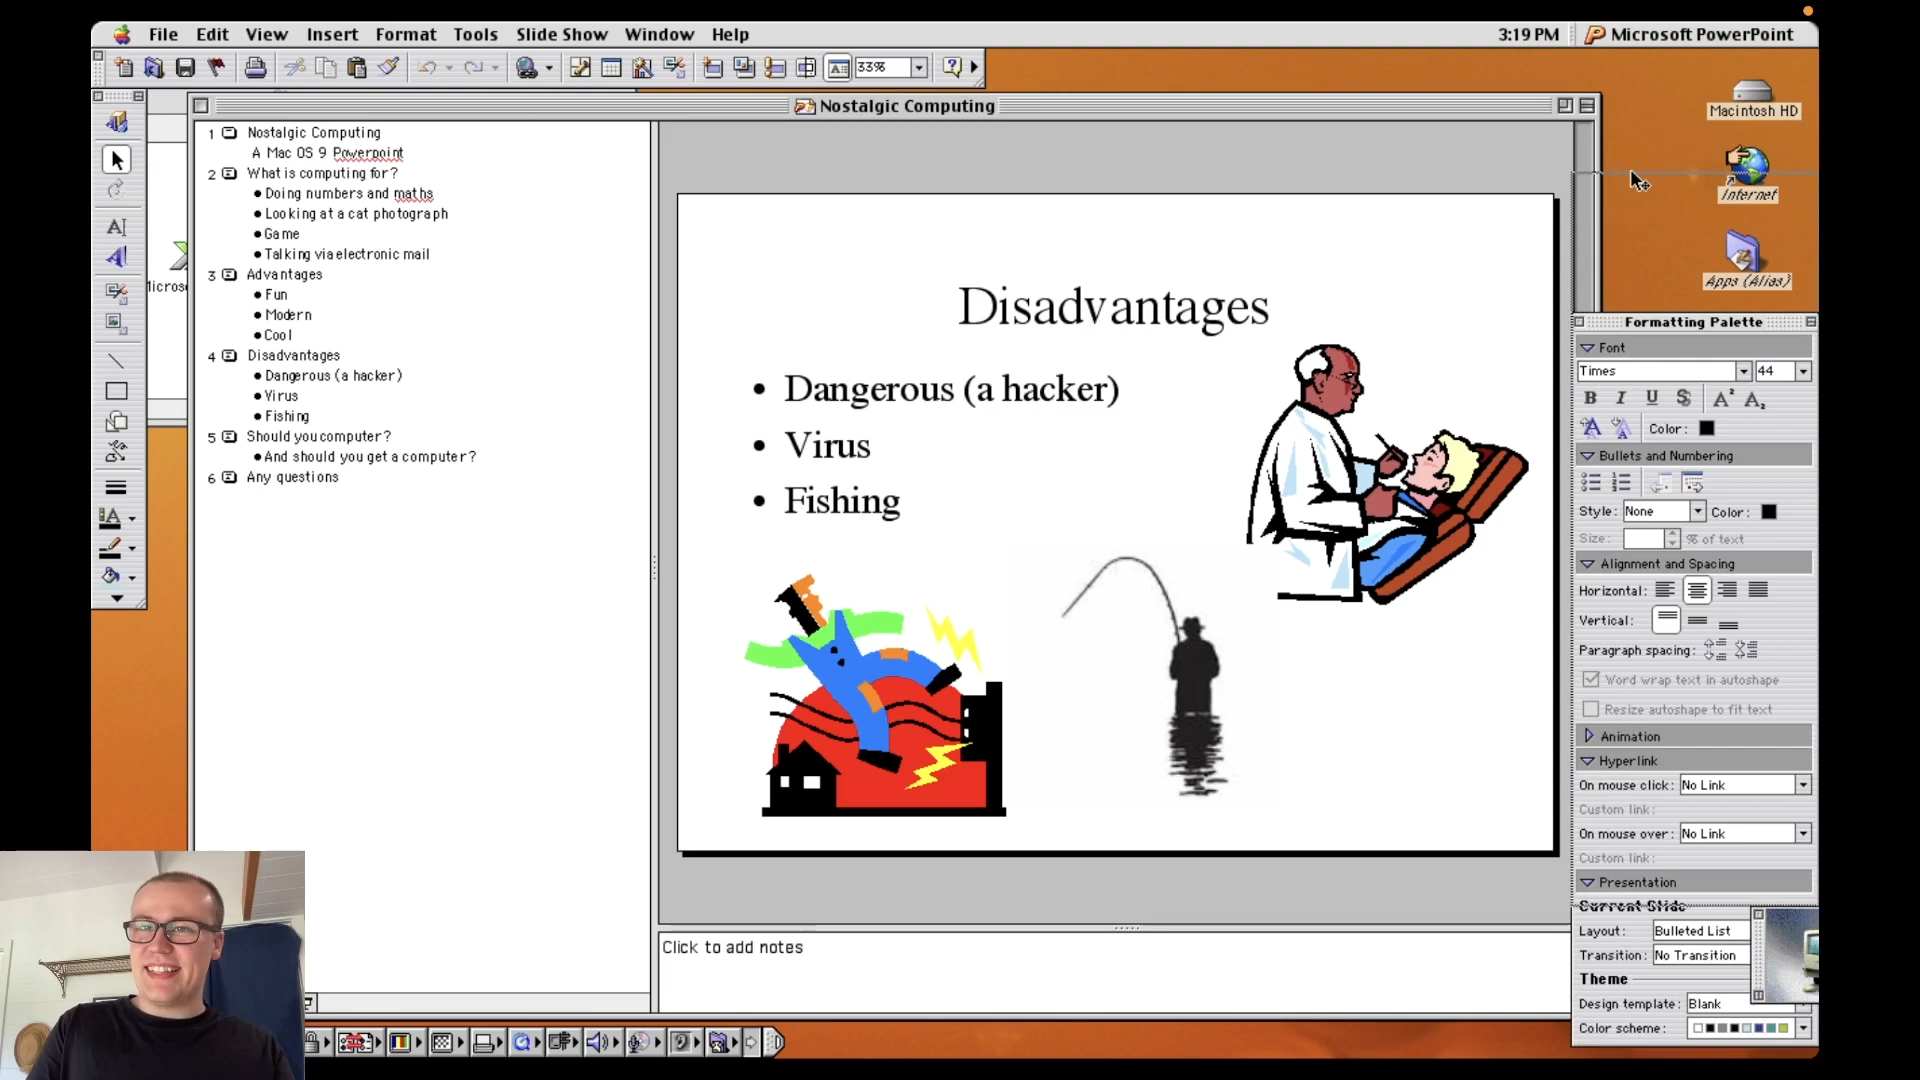 File Edit View Insert Format Tools Slide Show Window Help
3:19 PM
Microsoft PowerPoint
33%
Nostalgic Computing
Macintosh HD
Internet
Apps (Alias)
1 Nostalgic Computing
A Mac OS 9 Powerpoint
2 What is computing for?
• Doing numbers and maths
• Looking at a cat photograph
• Game
• Talking via electronic mail
3 Advantages
• Fun
• Modern
• Cool
4 Disadvantages
• Dangerous (a hacker)
• Virus
• Fishing
5 Should you computer?
• And should you get a computer?
6 Any questions
Disadvantages
• Dangerous (a hacker)
• Virus
• Fishing
Click to add notes
Formatting Palette
Font
Times 44
B I U S A² A₂
Color:
Bullets and Numbering
Style: None Color:
Size: % of text
Alignment and Spacing
Horizontal:
Vertical:
Paragraph spacing:
Word wrap text in autoshape
Resize autoshape to fit text
Animation
Hyperlink
On mouse click: No Link
Custom link:
On mouse over: No Link
Custom link:
Presentation
Current Slide
Layout: Bulleted List
Transition: No Transition
Theme
Design template: Blank
Color scheme: